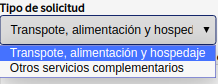 Tipo de solicitud
Transpote, alimentación y hosped
Transpote, alimentación y hospedaje
Otros servicios complementarios